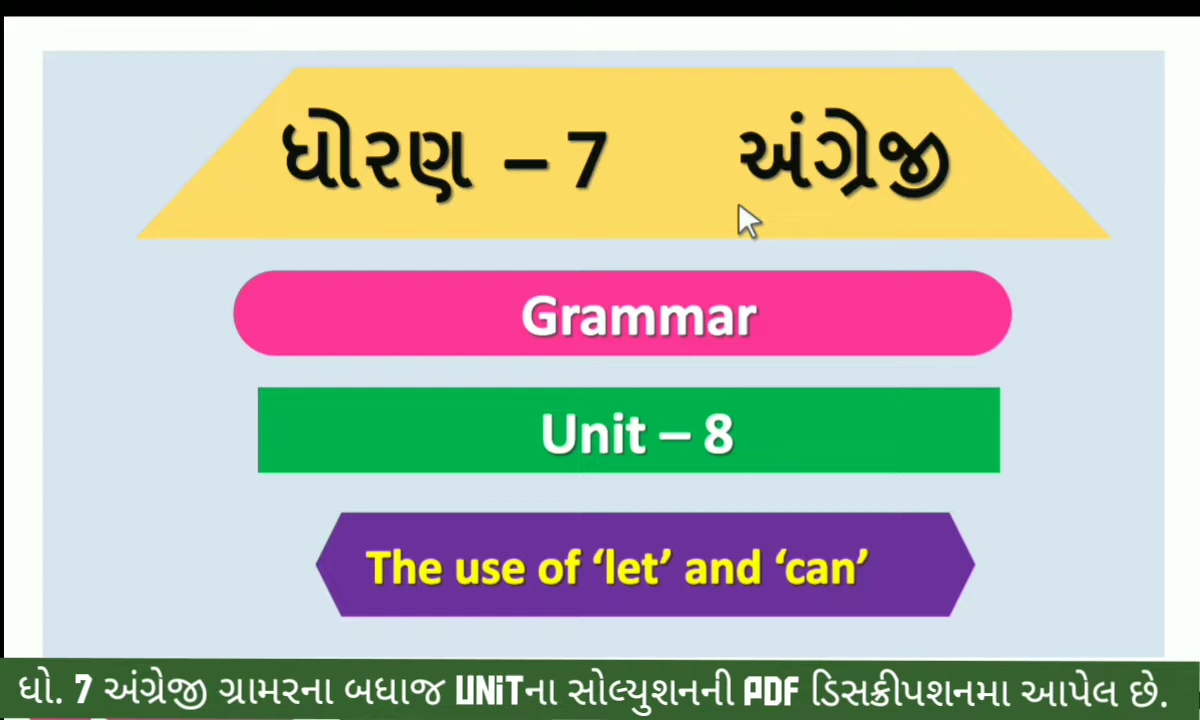 ધોરણ – 7 અંગ્રેજી
Grammar
Unit – 8
The use of ‘let’ and ‘can’
ધો. 7 અંગ્રેજી ગ્રામરના બધાજ UNiTના સોલ્યુશનની PDF ડિસક્રીપશનમા આપેલ છે.